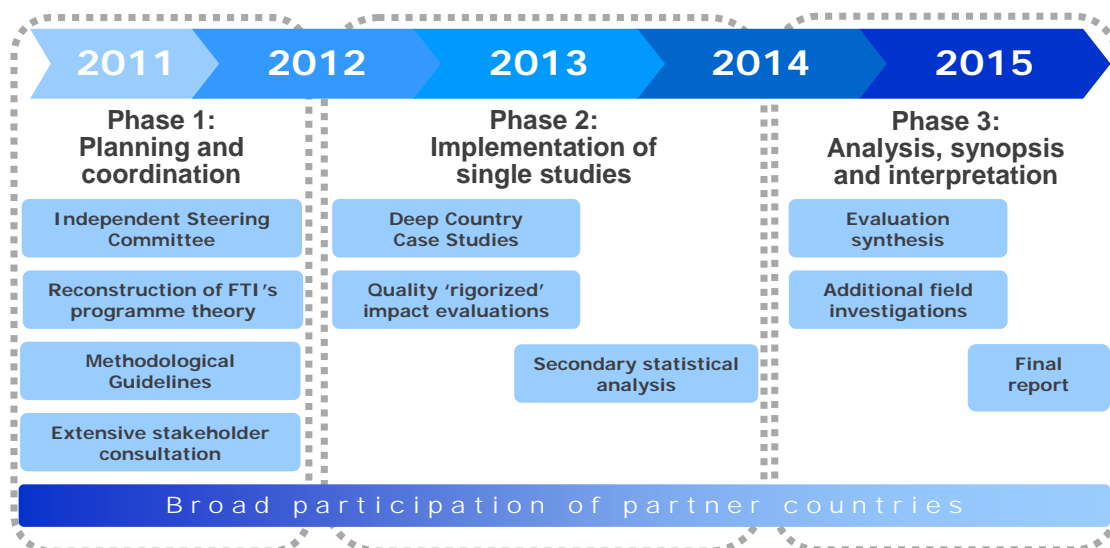 2011 2012 2013 2014 2015
Phase 1:
Planning and
coordination
Independent Steering
Committee
Reconstruction of FTI's
programme theory
Methodological
Guidelines
Extensive stakeholder
consultation
Phase 2:
Implementation of
single studies
Deep Country
Case Studies
Quality ‘rigorized’
impact evaluations
Secondary statistical
analysis
Phase 3:
Analysis, synopsis
and interpretation
Evaluation
synthesis
Additional field
investigations
Final
report
Broad participation of partner countries